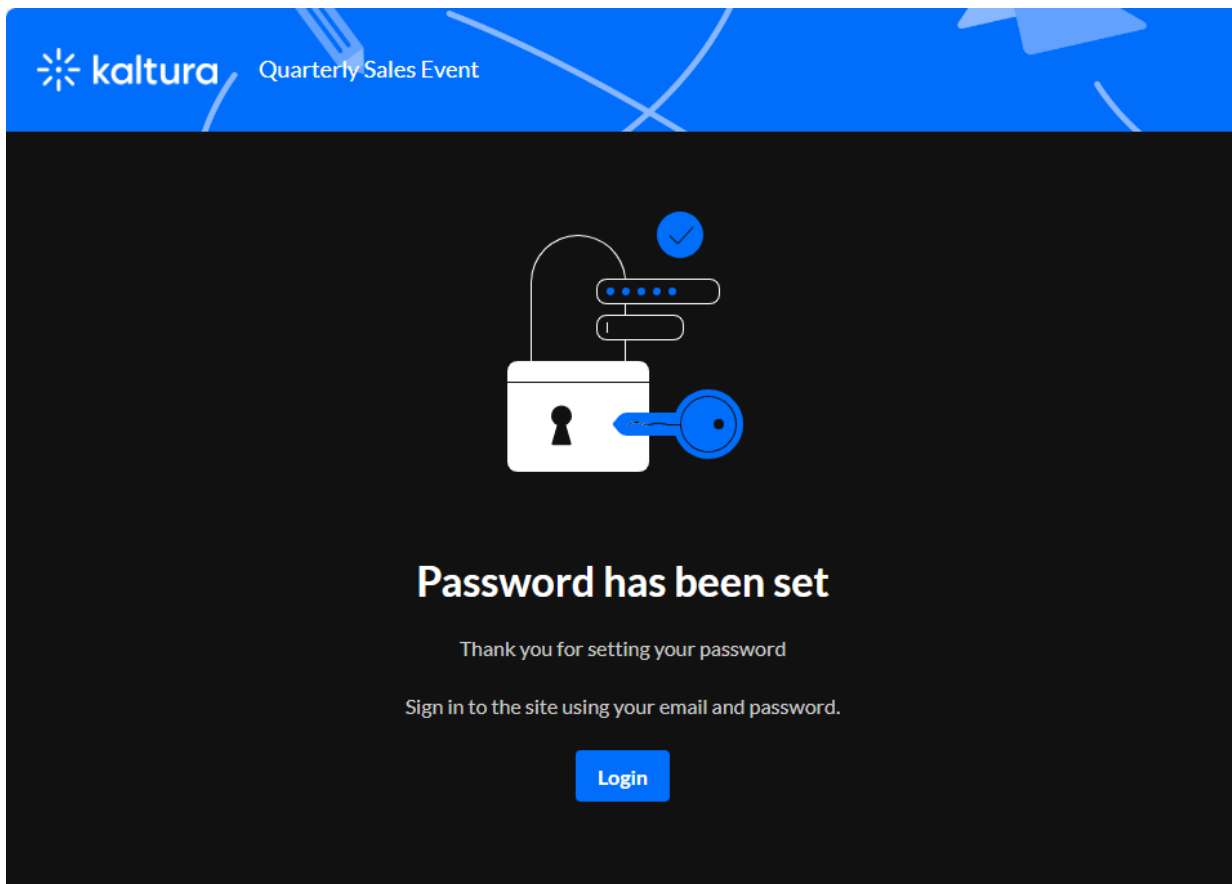 kaltura Quarterly Sales Event
Password has been set
Thank you for setting your password
Sign in to the site using your email and password.
Login